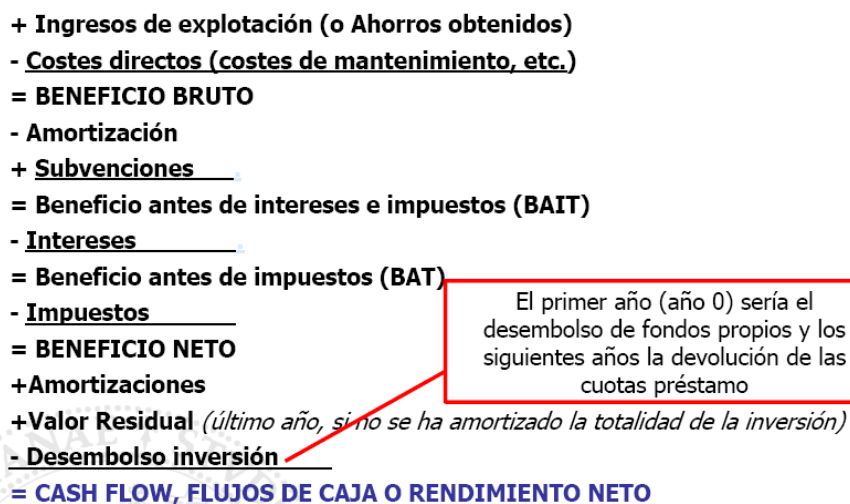 + Ingresos de explotación (o Ahorros obtenidos)
- Costes directos (costes de mantenimiento, etc.)
= BENEFICIO BRUTO
- Amortización
+ Subvenciones
= Beneficio antes de intereses e impuestos (BAIT)
- Intereses
= Beneficio antes de impuestos (BAT)
- Impuestos
= BENEFICIO NETO
+Amortizaciones
+Valor Residual (último año, si no se ha amortizado la totalidad de la inversión)
- Desembolso inversión
= CASH FLOW, FLUJOS DE CAJA O RENDIMIENTO NETO
El primer año (año 0) sería el
desembolso de fondos propios y los
siguientes años la devolución de las
cuotas préstamo